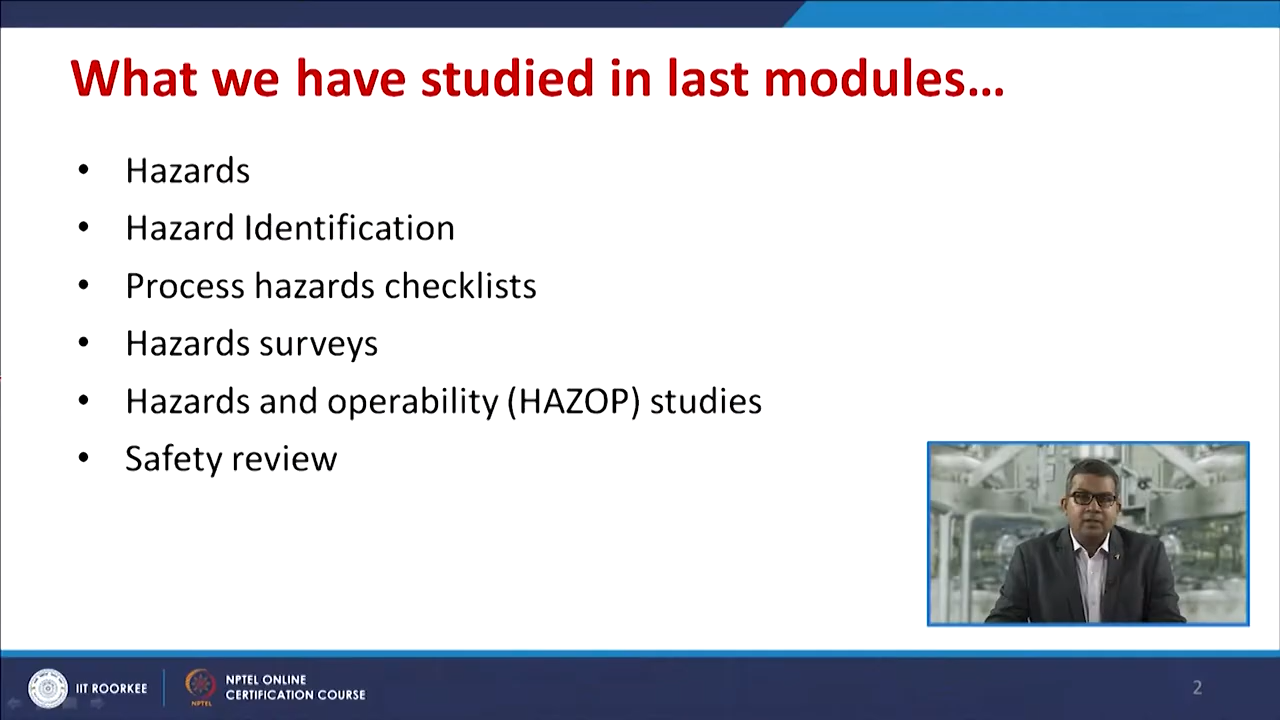 What we have studied in last modules...
• Hazards
• Hazard Identification
• Process hazards checklists
• Hazards surveys
• Hazards and operability (HAZOP) studies
• Safety review
IIT ROORKEE
NPTEL
NPTEL ONLINE
CERTIFICATION COURSE
2